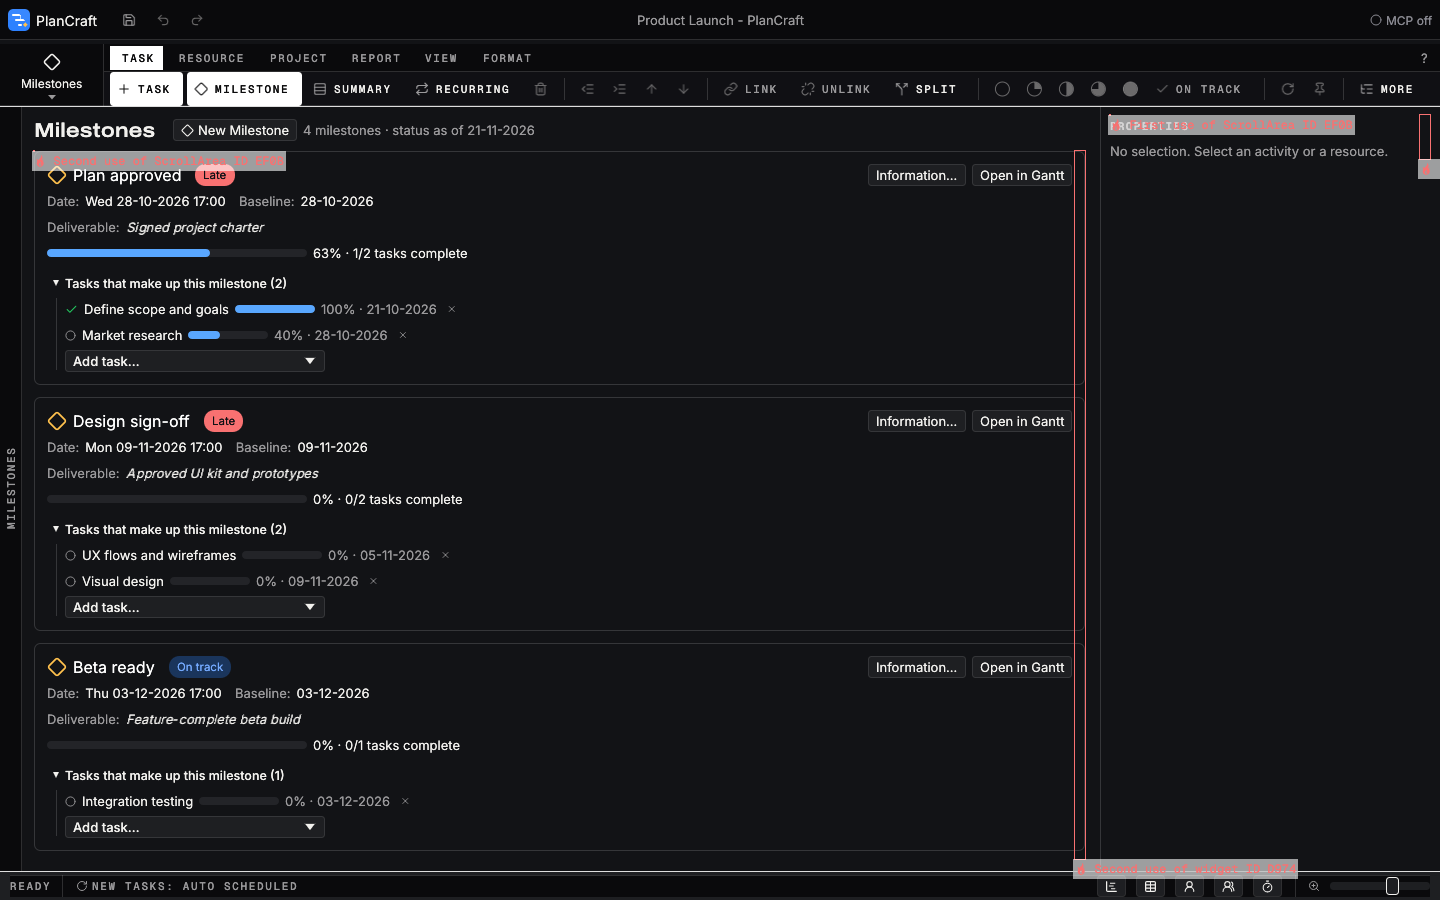 PlanCraft
Product Launch - PlanCraft
MCP off
Milestones
TASK RESOURCE PROJECT REPORT VIEW FORMAT
?
TASK MILESTONE SUMMARY RECURRING LINK UNLINK SPLIT ON TRACK MORE
MILESTONES
Milestones
New Milestone
4 milestones · status as of 21-11-2026
Second use of ScrollArea ID
Plan approved Late Information... Open in Gantt
Date: Wed 28-10-2026 17:00 Baseline: 28-10-2026
Deliverable: Signed project charter
63% · 1/2 tasks complete
Tasks that make up this milestone (2)
Define scope and goals 100% · 21-10-2026 ×
Market research 40% · 28-10-2026 ×
Add task...
Design sign-off Late Information... Open in Gantt
Date: Mon 09-11-2026 17:00 Baseline: 09-11-2026
Deliverable: Approved UI kit and prototypes
0% · 0/2 tasks complete
Tasks that make up this milestone (2)
UX flows and wireframes 0% · 05-11-2026 ×
Visual design 0% · 09-11-2026 ×
Add task...
Beta ready On track Information... Open in Gantt
Date: Thu 03-12-2026 17:00 Baseline: 03-12-2026
Deliverable: Feature-complete beta build
0% · 0/1 tasks complete
Tasks that make up this milestone (1)
Integration testing 0% · 03-12-2026 ×
Add task...
PROPERTIES
No selection. Select an activity or a resource.
Second use of widget ID
READY NEW TASKS: AUTO SCHEDULED